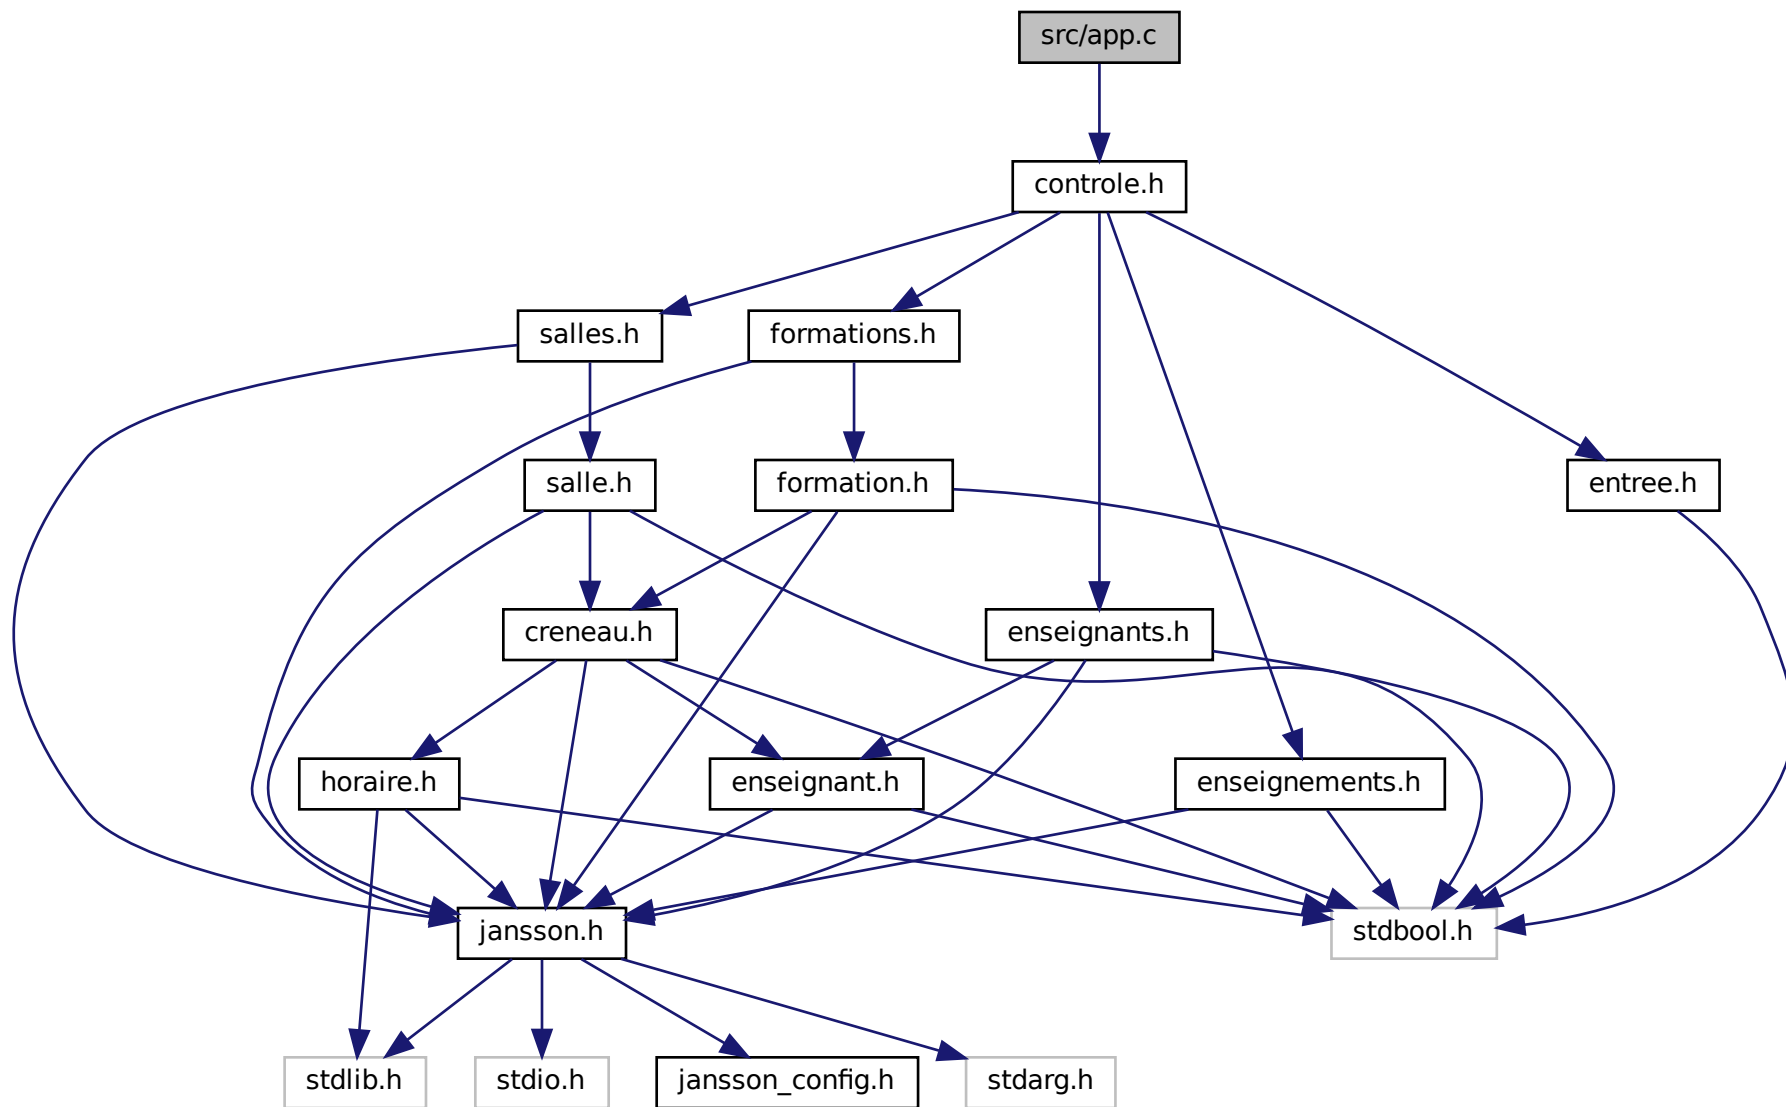 src/app.c
controle.h
salles.h
formations.h
salle.h
formation.h
entree.h
creneau.h
enseignants.h
horaire.h
enseignant.h
enseignements.h
jansson.h
stdbool.h
stdlib.h
stdio.h
jansson_config.h
stdarg.h